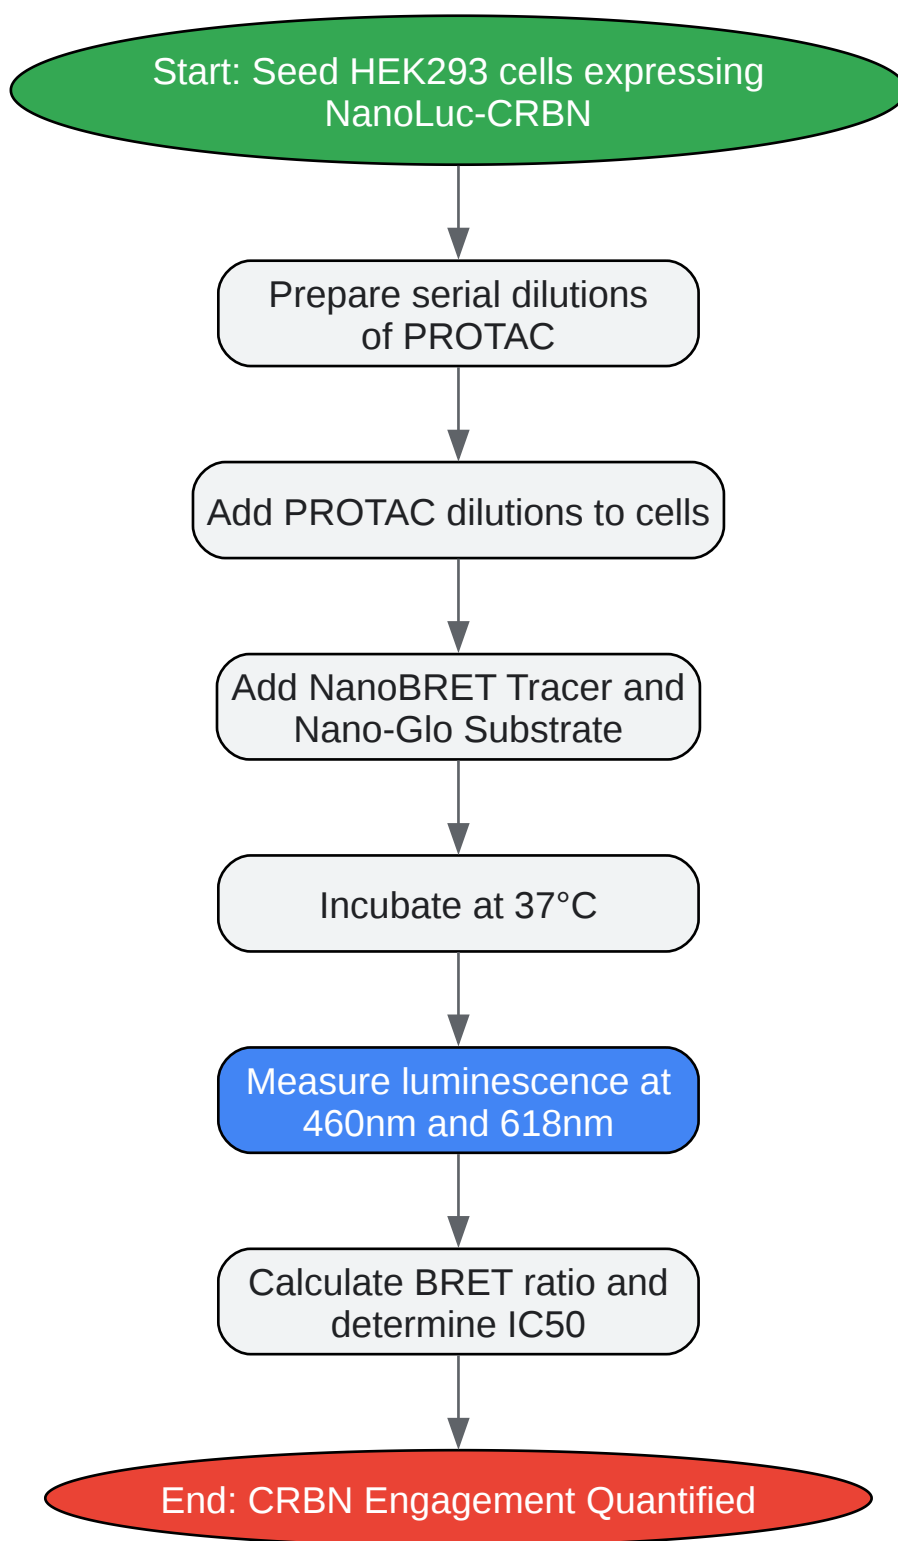 Start: Seed HEK293 cells expressing
NanoLuc-CRBN
Prepare serial dilutions
of PROTAC
Add PROTAC dilutions to cells
Add NanoBRET Tracer and
Nano-Glo Substrate
Incubate at 37°C
Measure luminescence at
460nm and 618nm
Calculate BRET ratio and
determine IC50
End: CRBN Engagement Quantified